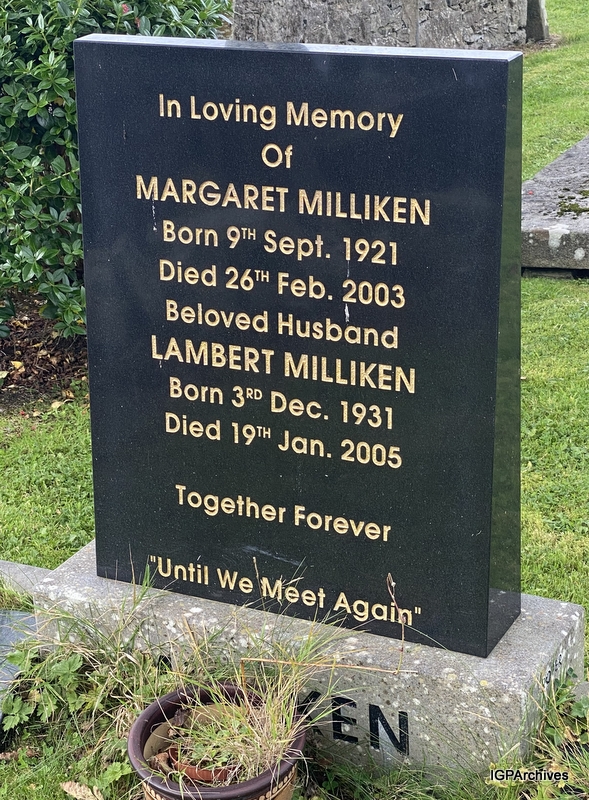 In Loving Memory
Of
MARGARET MILLIKEN
Born 9TH Sept. 1921
Died 26TH Feb. 2003
Beloved Husband
LAMBERT MILLIKEN
Born 3RD Dec. 1931
Died 19TH Jan. 2005
Together Forever
"Until We Meet Again"
KEN
IGPArchives